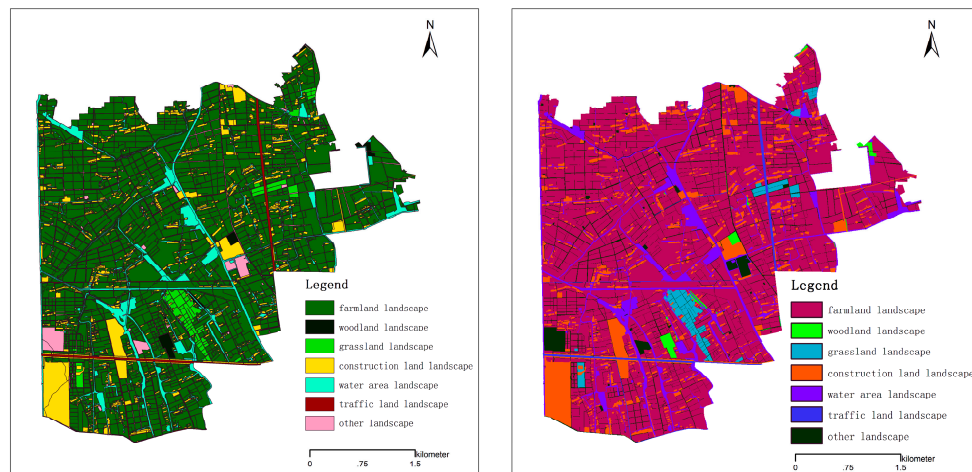 N
Legend
farmland landscape
woodland landscape
grassland landscape
construction land landscape
water area landscape
traffic land landscape
other landscape
kilometer
0 .75 1.5
N
Legend
farmland landscape
woodland landscape
grassland landscape
construction land landscape
water area landscape
traffic land landscape
other landscape
kilometer
0 .75 1.5